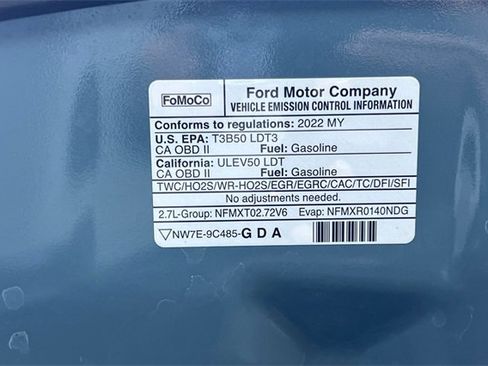 FoMoCo
Ford Motor Company
VEHICLE EMISSION CONTROL INFORMATION
Conforms to regulations: 2022 MY
U.S. EPA: T3B50 LDT3
CA OBD II Fuel: Gasoline
California: ULEV50 LDT
CA OBD II Fuel: Gasoline
TWC/HO2S/WR-HO2S/EGR/EGRC/CAC/TC/DFI/SFI
No adjustments needed.
2.7L-Group: NFMXT02.72V6 Evap: NFMXR0140NDG
▽NW7E-9C485-GDA